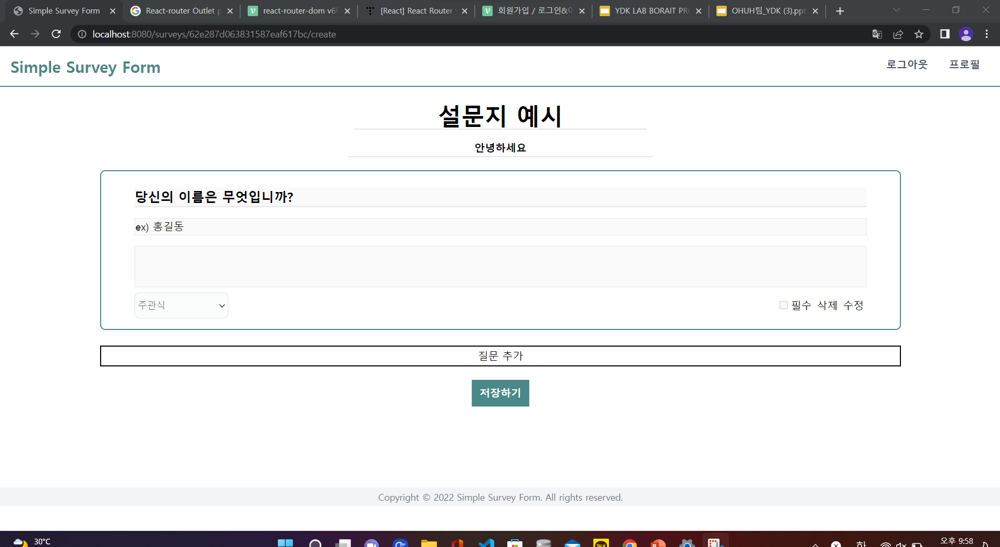 Simple Survey Form
React-router Outlet p
react-router-dom v6
[React] React Router
회원가입 / 로그인&
YDK LAB BORAIT PR
OHUH팀_YDK (3).ppt
localhost:8080/surveys/62e287d063831587eaf617bc/create
Simple Survey Form
로그아웃 프로필
설문지 예시
안녕하세요
당신의 이름은 무엇입니까?
ex) 홍길동
주관식
필수 삭제 수정
질문 추가
저장하기
Copyright © 2022 Simple Survey Form. All rights reserved.
30°C
TALK
한
오후 9:58